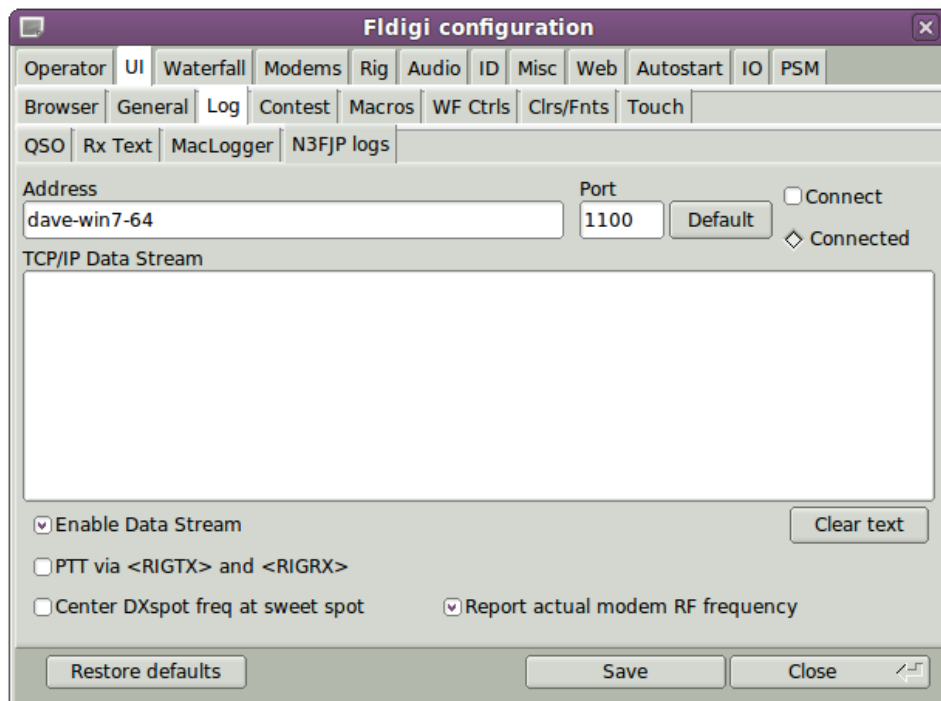 Fldigi configuration
Operator UI Waterfall Modems Rig Audio ID Misc Web Autostart IO PSM
Browser General Log Contest Macros WF Ctrls Clrs/Fnts Touch
QSO Rx Text MacLogger N3FJP logs
Address Port
Connect
dave-win7-64 1100 Default
Connected
TCP/IP Data Stream
Enable Data Stream Clear text
PTT via <RIGTX> and <RIGRX>
Center DXspot freq at sweet spot Report actual modem RF frequency
Restore defaults Save Close